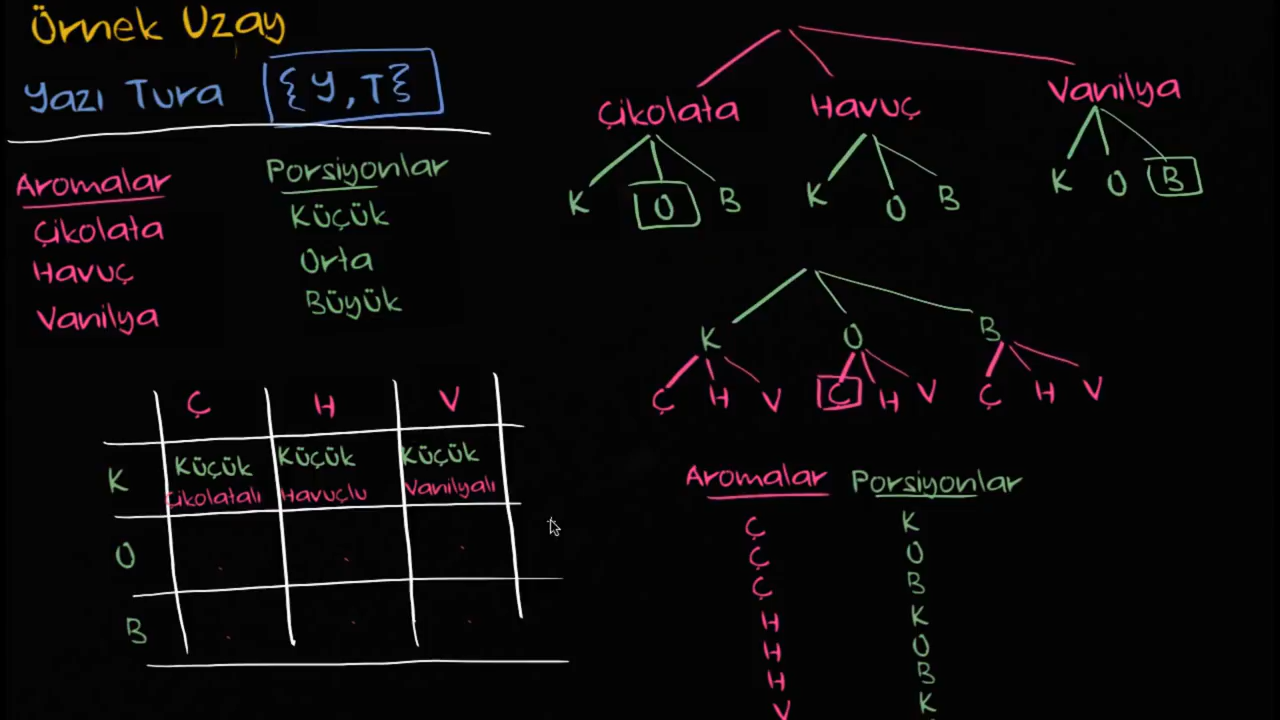 Örnek Uzay
Yazı Tura {Y, T}
Aromalar Porsiyonlar
Çikolata Küçük
Havuç Orta
Vanilya Büyük
Ç H V
K Küçük Çikolatalı Küçük Havuçlu Küçük Vanilyalı
O
B
Çikolata Havuç Vanilya
K O B K O B K O B
K O B
Ç H V Ç H V Ç H V
Aromalar Porsiyonlar
Ç K
Ç O
Ç B
H K
H O
H B
V K